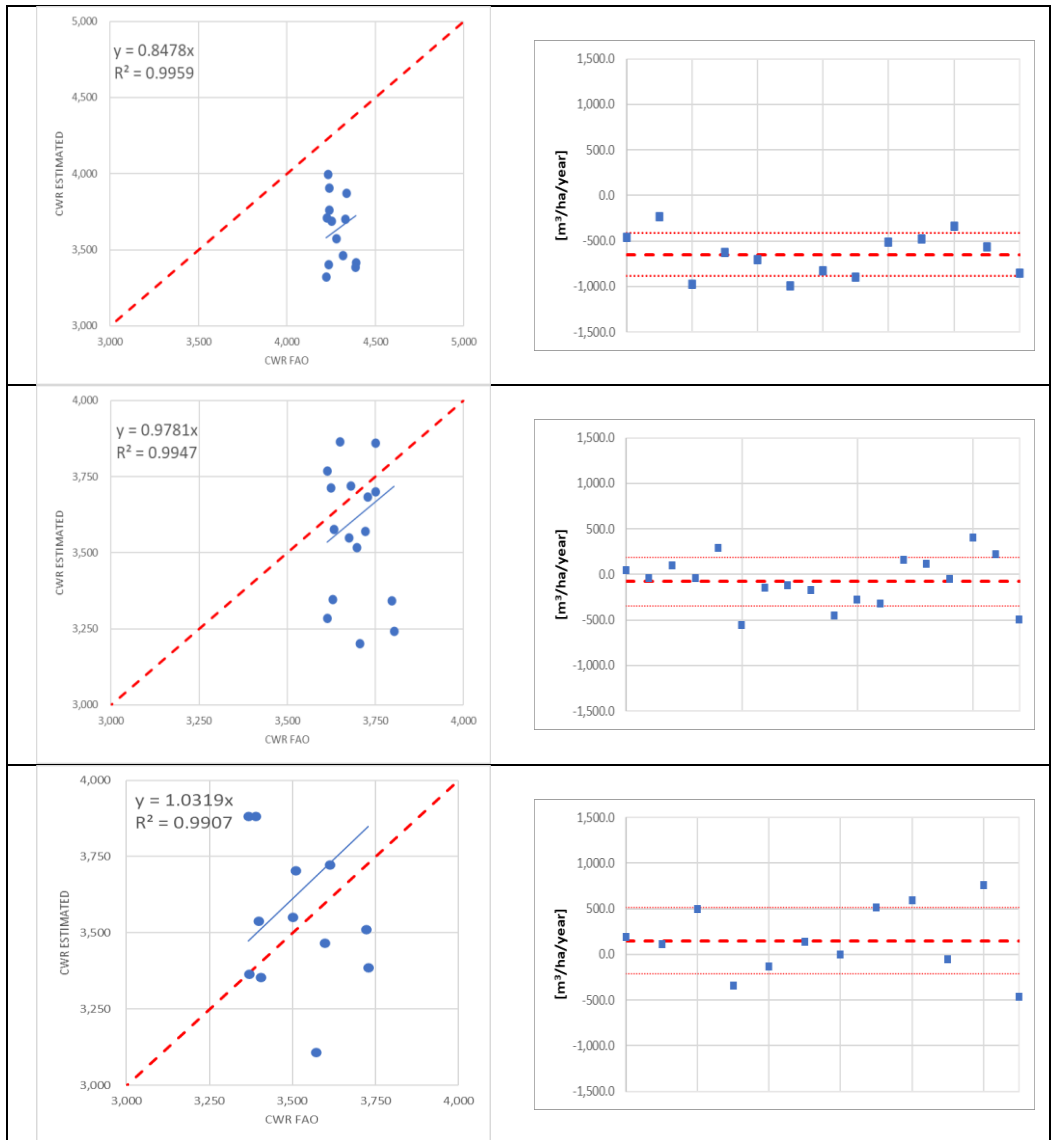 5,000
4,500
4,000
3,500
3,000
CWR ESTIMATED
y = 0.8478x
R² = 0.9959
3,000 3,500 4,000 4,500 5,000
CWR FAO
1,500.0
1,000.0
500.0
0.0
-500.0
-1,000.0
-1,500.0
[m³/ha/year]
4,000
3,750
3,500
3,250
3,000
CWR ESTIMATED
y = 0.9781x
R² = 0.9947
3,000 3,250 3,500 3,750 4,000
CWR FAO
1,500.0
1,000.0
500.0
0.0
-500.0
-1,000.0
-1,500.0
[m³/ha/year]
4,000
3,750
3,500
3,250
3,000
CWR ESTIMATED
y = 1.0319x
R² = 0.9907
3,000 3,250 3,500 3,750 4,000
CWR FAO
1,500.0
1,000.0
500.0
0.0
-500.0
-1,000.0
-1,500.0
[m³/ha/year]